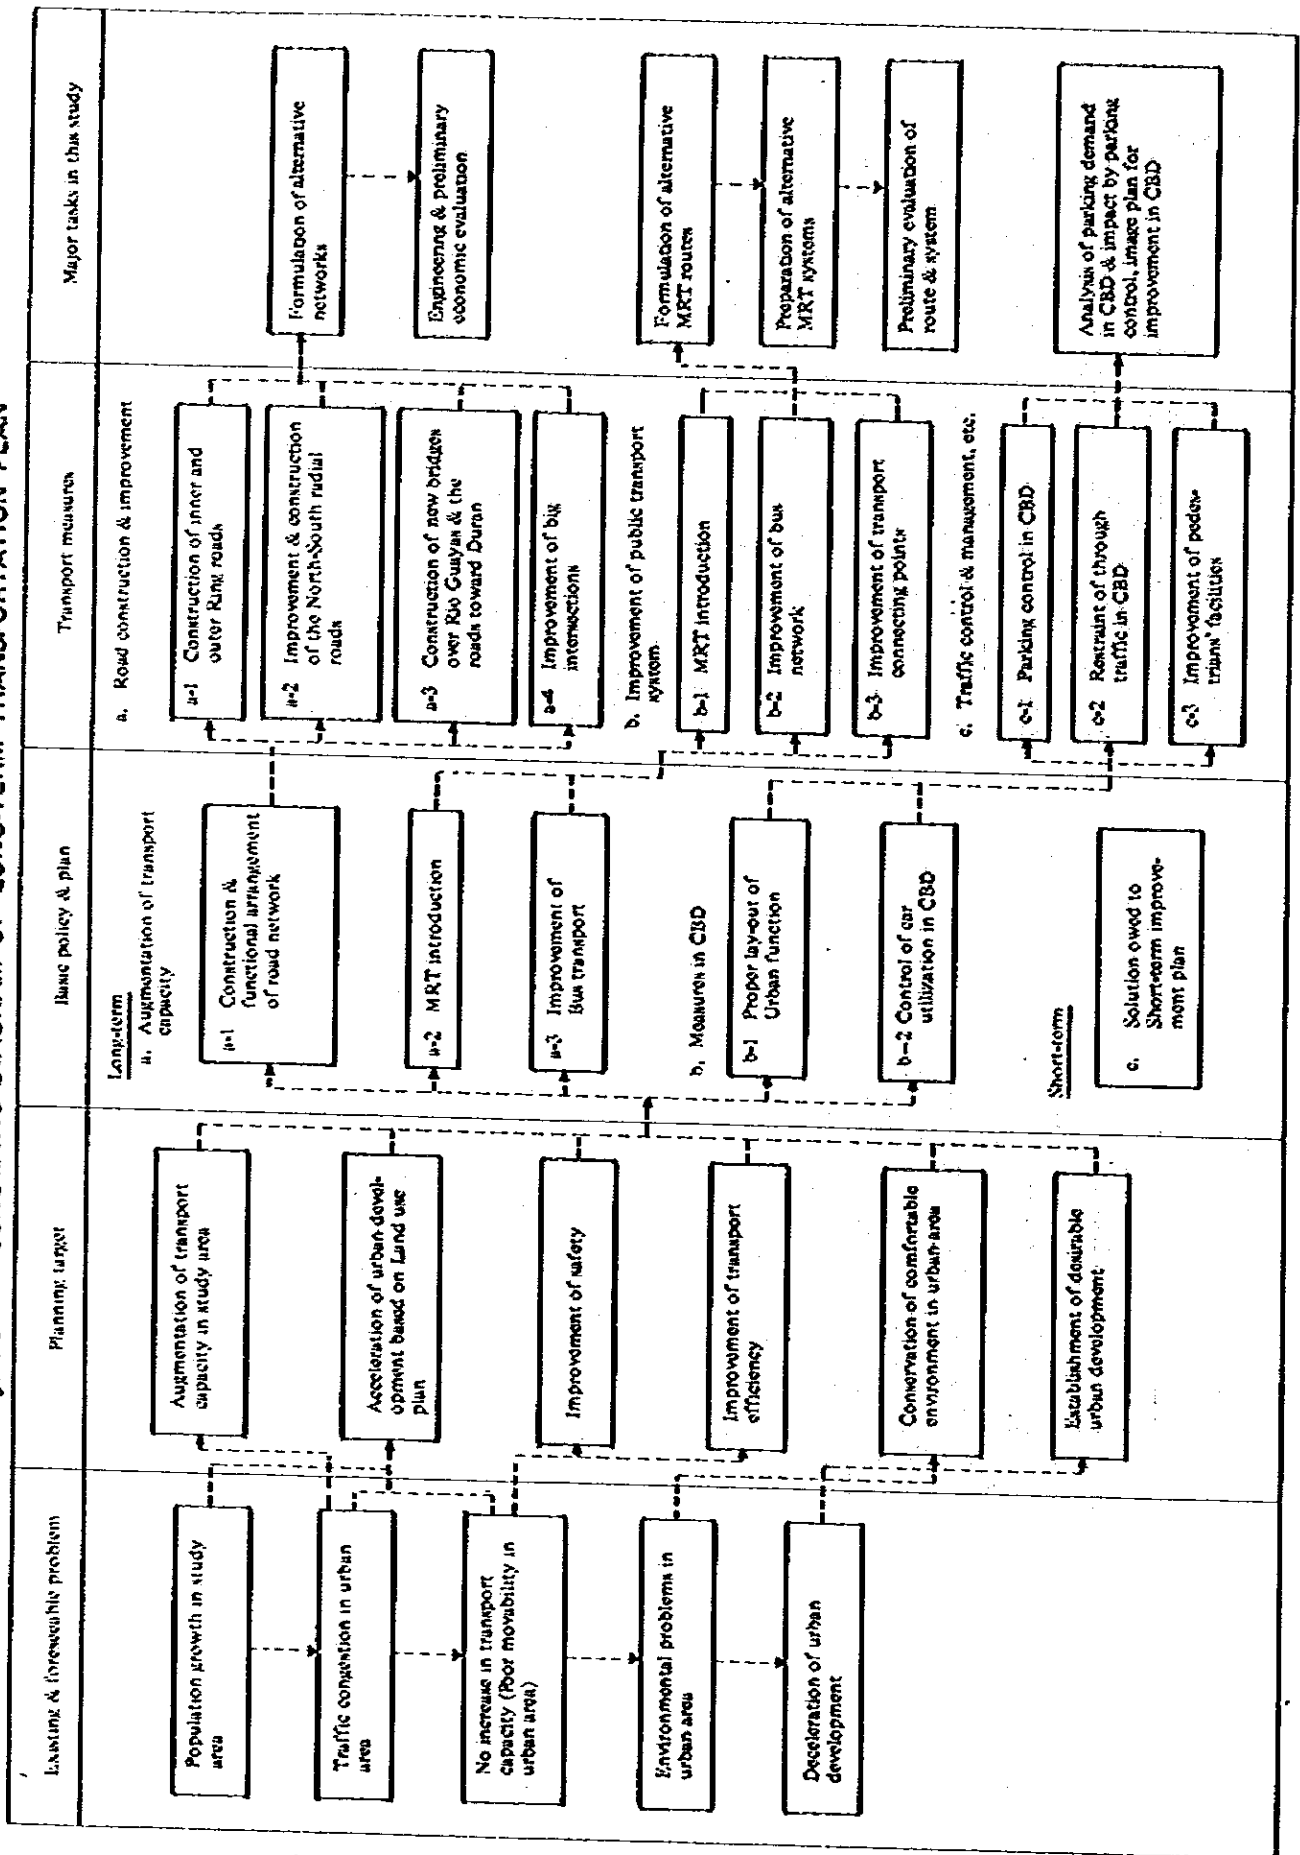 LONG-TERM TRANSPORTATION PLAN
Existing & foreseeable problem
Planning target
Basic policy & plan
Transport measures
Major tasks in this study
Population growth in study
area
Traffic congestion in urban
area
No increase in transport
capacity (Poor movability in
urban area)
Environmental problems in
urban area
Deceleration of urban
development
Augmentation of transport
capacity in study area
Acceleration of urban devel-
opment based on Land use
plan
Improvement of safety
Improvement of transport
efficiency
Conservation of comfortable
environment in urban area
Establishment of desirable
urban development
Long-term
a. Augmentation of transport
capacity
a-1 Construction &
functional arrangement
of road network
a-2 MRT introduction
a-3 Improvement of
Bus transport
b. Measures in CBD
b-1 Proper lay-out of
Urban function
b-2 Control of car
utilization in CBD
Short-term
c. Solution owed to
Short-term improve-
ment plan
a. Road construction & improvement
a-1 Construction of inner and
outer Ring roads
a-2 Improvement & construction
of the North-South radial
roads
a-3 Construction of new bridges
over Rio Guayas & the
roads toward Duran
a-4 Improvement of big
intersections
b. Improvement of public transport
system
b-1 MRT introduction
b-2 Improvement of bus
network
b-3 Improvement of transport
connecting points
c. Traffic control & management, etc.
c-1 Parking control in CBD
c-2 Restraint of through
traffic in CBD
c-3 Improvement of pedes-
trians' facilities
Formulation of alternative
networks
Engineering & preliminary
economic evaluation
Formulation of alternative
MRT routes
Preparation of alternative
MRT systems
Preliminary evaluation of
route & system
Analysis of parking demand
in CBD & impact by parking
control, image plan for
improvement in CBD